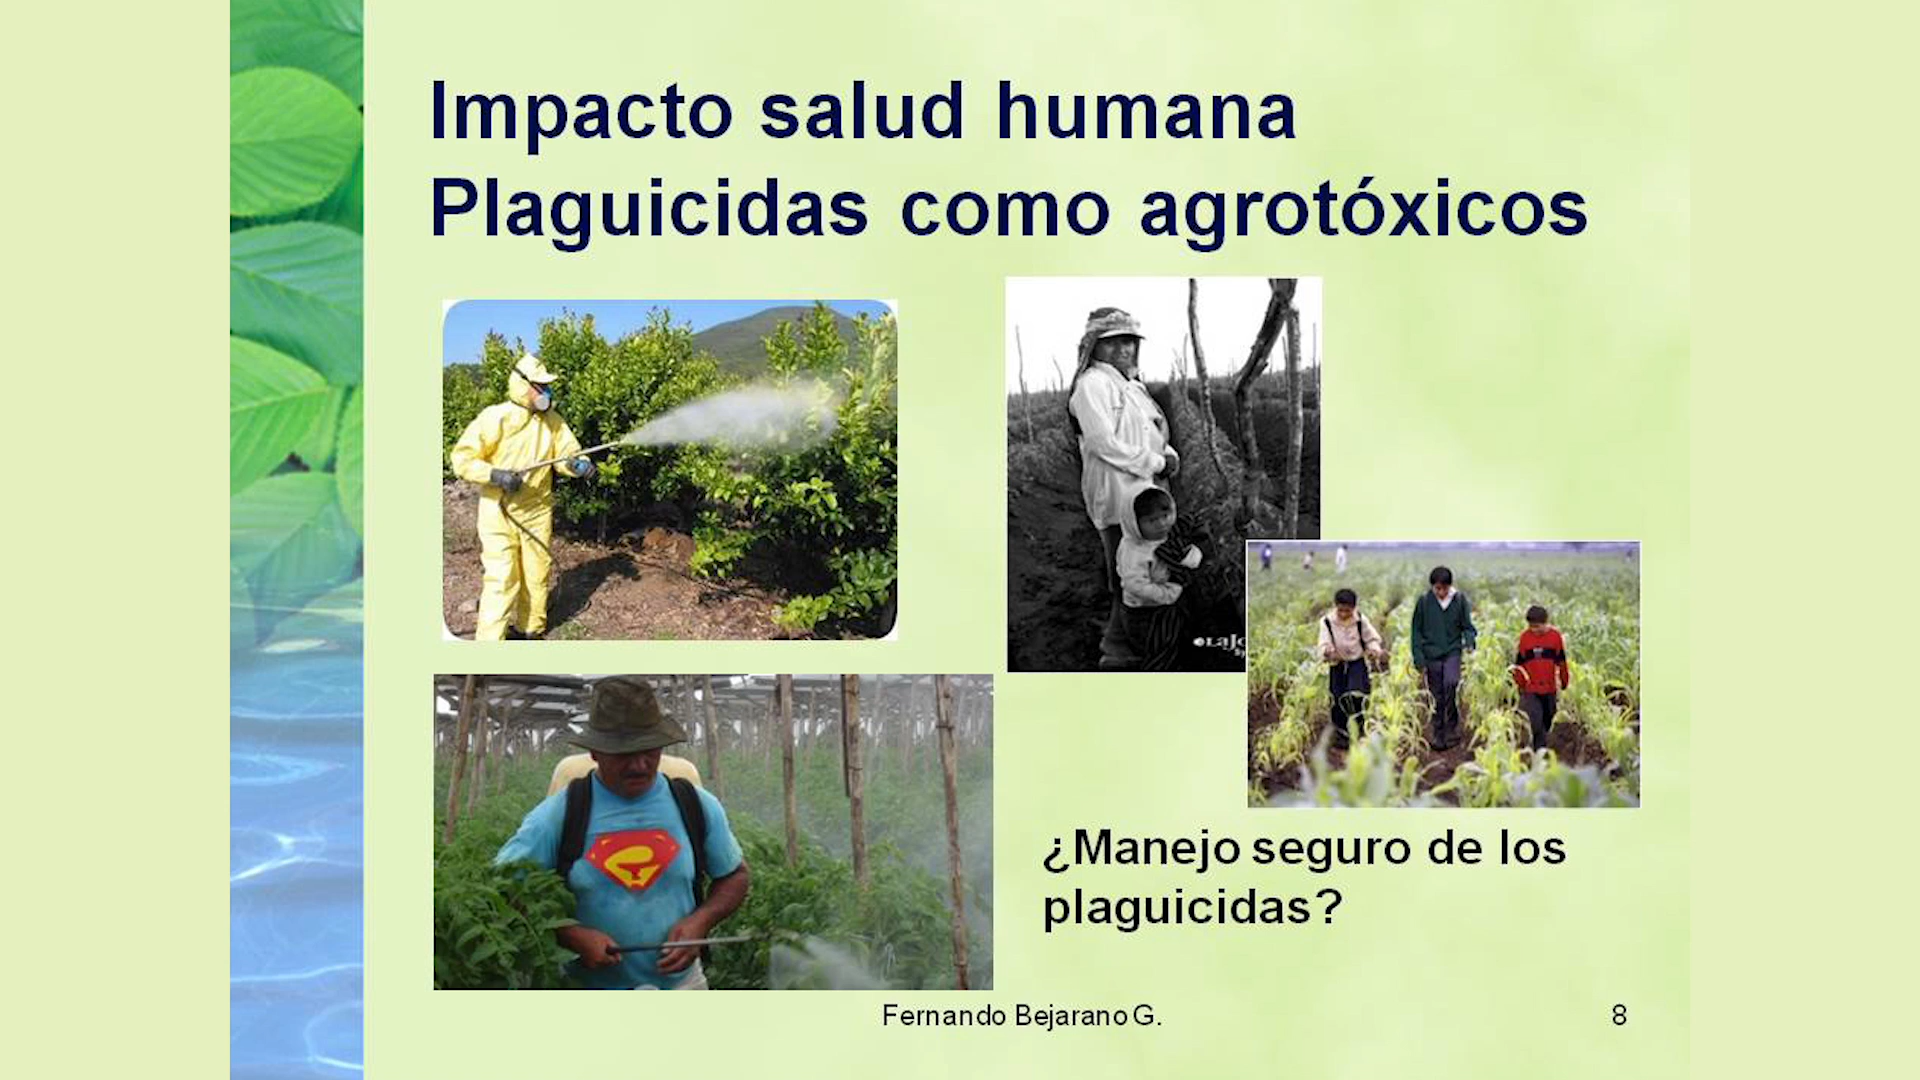 Impacto salud humana
Plaguicidas como agrotóxicos
¿Manejo seguro de los
plaguicidas?
Fernando Bejarano G.
8